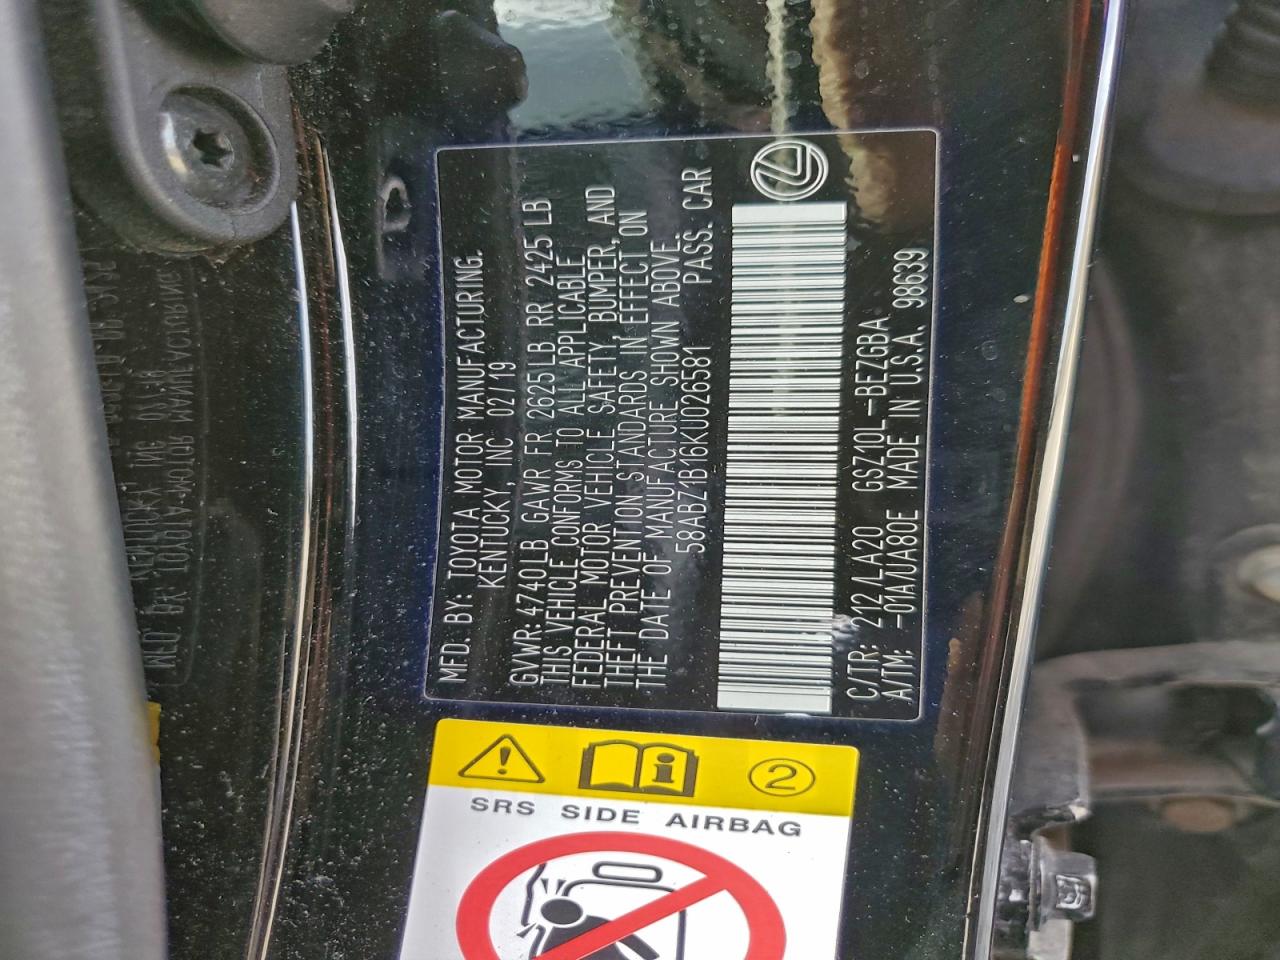 MFD. BY: TOYOTA MOTOR MANUFACTURING.
KENTUCKY, INC 02/19
GVWR: 4740LB GAWR FR 2625LB RR 2425 LB
THIS VEHICLE CONFORMS TO ALL APPLICABLE
FEDERAL MOTOR VEHICLE SAFETY, BUMPER, AND
THEFT PREVENTION STANDARDS IN EFFECT ON
THE DATE OF MANUFACTURE SHOWN ABOVE.
58ABZ1B16KU026581 PASS. CAR
C/TR: 212/LA20 GSZ10L-BEZGBA
A/TM: -01A/UA80E MADE IN U.S.A. 98639
2
SRS SIDE AIRBAG